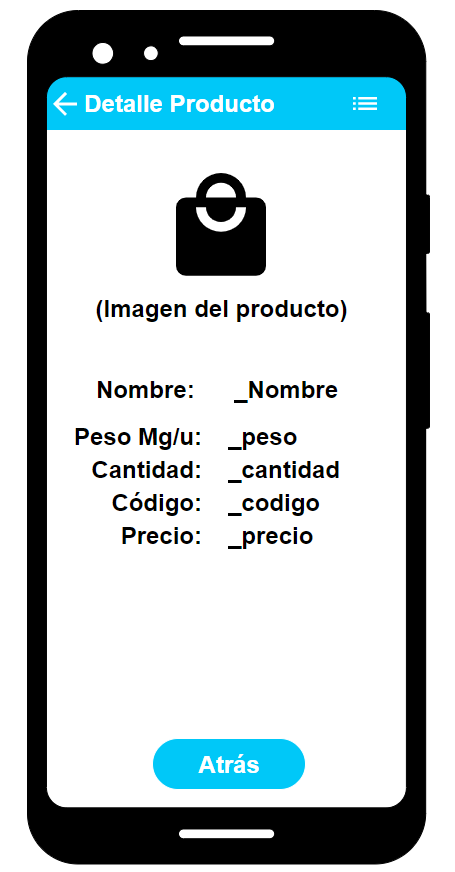 Detalle Producto
(Imagen del producto)
Nombre: _Nombre
Peso Mg/u: _peso
Cantidad: _cantidad
Código: _codigo
Precio: _precio
Atrás